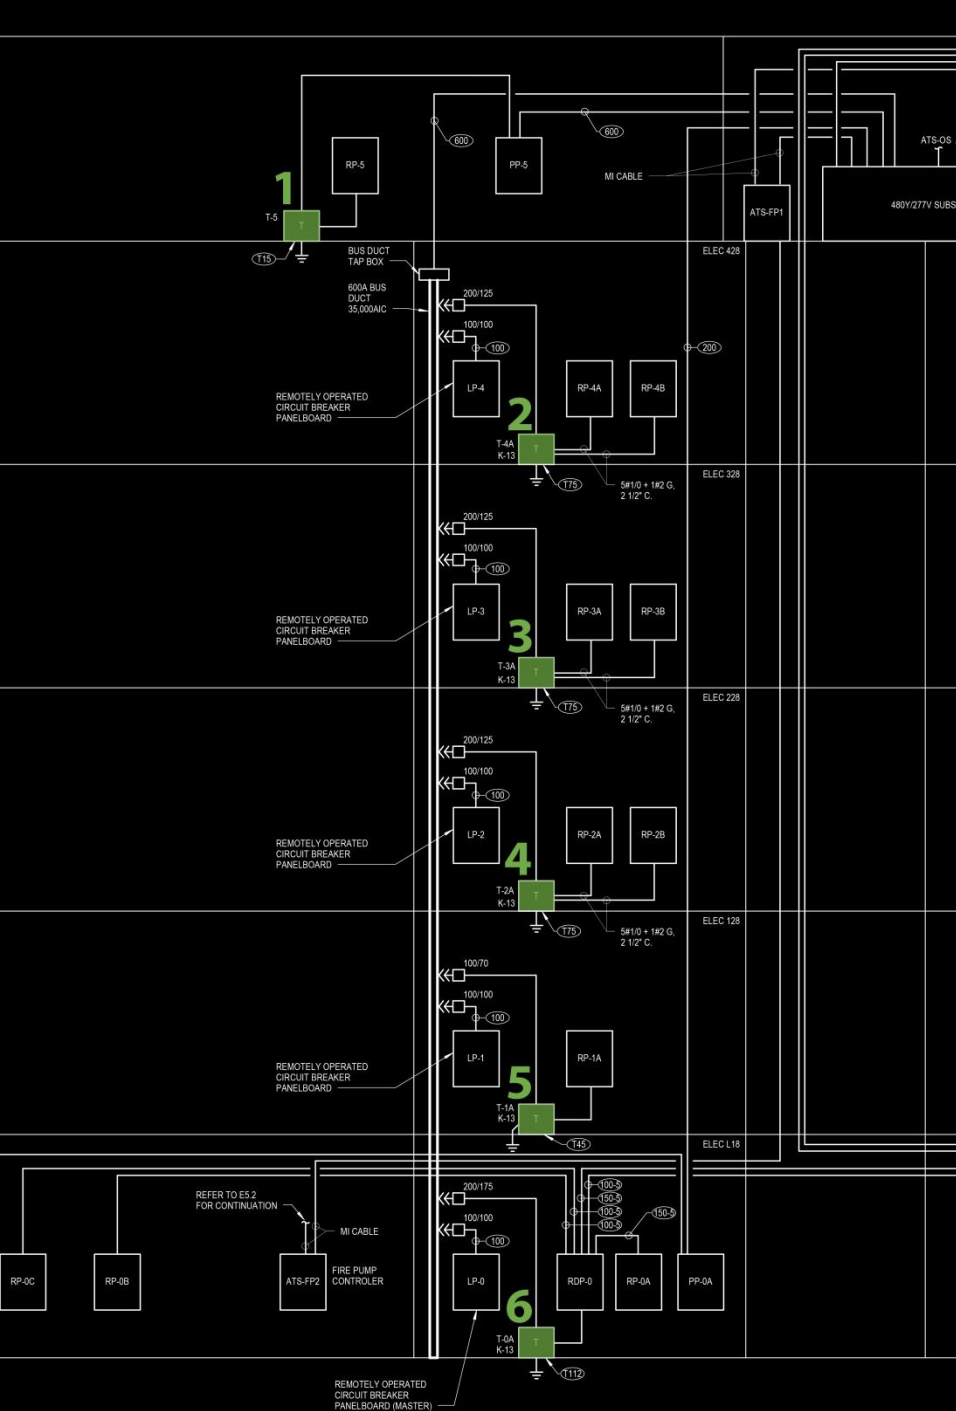 ATS-OS
600
600
RP-5
PP-5
MI CABLE
1
480Y/277V SUBS
T-5
T
ATS-FP1
T15
BUS DUCT
TAP BOX
ELEC 428
600A BUS
DUCT
35,000AIC
200/125
100/100
100
200
LP-4
RP-4A
RP-4B
REMOTELY OPERATED
CIRCUIT BREAKER
PANELBOARD
2
T-4A
K-13
T
ELEC 328
T75
5#1/0 + 1#2 G,
2 1/2" C.
200/125
100/100
100
LP-3
RP-3A
RP-3B
REMOTELY OPERATED
CIRCUIT BREAKER
PANELBOARD
3
T-3A
K-13
T
ELEC 228
T75
5#1/0 + 1#2 G,
2 1/2" C.
200/125
100/100
100
LP-2
RP-2A
RP-2B
REMOTELY OPERATED
CIRCUIT BREAKER
PANELBOARD
4
T-2A
K-13
T
ELEC 128
T75
5#1/0 + 1#2 G,
2 1/2" C.
100/70
100/100
100
LP-1
RP-1A
REMOTELY OPERATED
CIRCUIT BREAKER
PANELBOARD
5
T-1A
K-13
T
T45
ELEC L18
200/175
100-5
150-5
100-5
100-5
150-5
REFER TO E5.2
FOR CONTINUATION
100/100
MI CABLE
100
RP-0C
RP-0B
ATS-FP2
FIRE PUMP
CONTROLER
LP-0
RDP-0
RP-0A
PP-0A
6
T-0A
K-13
T
T112
REMOTELY OPERATED
CIRCUIT BREAKER
PANELBOARD (MASTER)